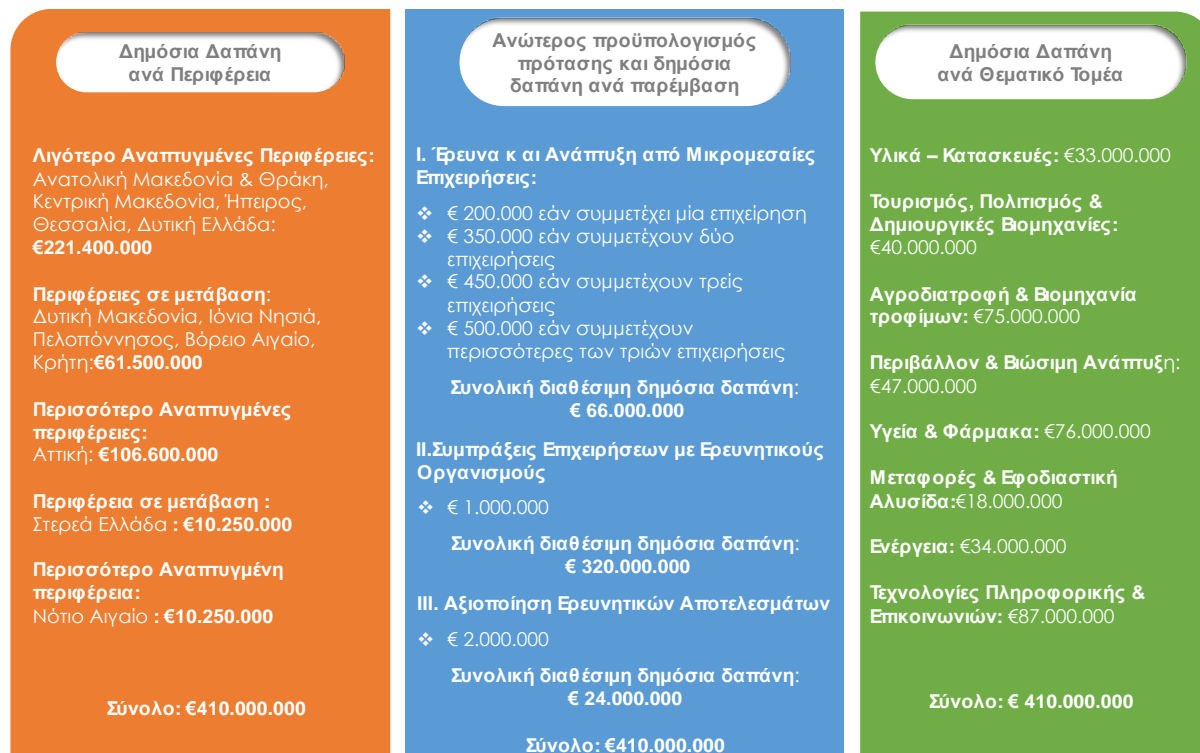 Δημόσια Δαπάνη
ανά Περιφέρεια
Λιγότερο Αναπτυγμένες Περιφέρειες:
Ανατολική Μακεδονία & Θράκη,
Κεντρική Μακεδονία, Ήπειρος,
Θεσσαλία, Δυτική Ελλάδα:
€221.400.000
Περιφέρειες σε μετάβαση:
Δυτική Μακεδονία, Ιόνια Νησιά,
Πελοπόννησος, Βόρειο Αιγαίο,
Κρήτη:€61.500.000
Περισσότερο Αναπτυγμένες
περιφέρειες:
Αττική: €106.600.000
Περιφέρεια σε μετάβαση :
Στερεά Ελλάδα : €10.250.000
Περισσότερο Αναπτυγμένη
περιφέρεια:
Νότιο Αιγαίο : €10.250.000
Σύνολο: €410.000.000
Ανώτερος προϋπολογισμός
πρότασης και δημόσια
δαπάνη ανά παρέμβαση
Ι. Έρευνα κ αι Ανάπτυξη από Μικρομεσαίες
Επιχειρήσεις:
❖ € 200.000 εάν συμμετέχει μία επιχείρηση
❖ € 350.000 εάν συμμετέχουν δύο
επιχειρήσεις
❖ € 450.000 εάν συμμετέχουν τρείς
επιχειρήσεις
❖ € 500.000 εάν συμμετέχουν
περισσότερες των τριών επιχειρήσεις
Συνολική διαθέσιμη δημόσια δαπάνη:
€ 66.000.000
ΙΙ.Συμπράξεις Επιχειρήσεων με Ερευνητικούς
Οργανισμούς
❖ € 1.000.000
Συνολική διαθέσιμη δημόσια δαπάνη:
€ 320.000.000
ΙΙΙ. Αξιοποίηση Ερευνητικών Αποτελεσμάτων
❖ € 2.000.000
Συνολική διαθέσιμη δημόσια δαπάνη:
€ 24.000.000
Σύνολο: €410.000.000
Δημόσια Δαπάνη
ανά Θεματικό Τομέα
Υλικά – Κατασκευές: €33.000.000
Τουρισμός, Πολιτισμός &
Δημιουργικές Βιομηχανίες:
€40.000.000
Αγροδιατροφή & Βιομηχανία
τροφίμων: €75.000.000
Περιβάλλον & Βιώσιμη Ανάπτυξη:
€47.000.000
Υγεία & Φάρμακα: €76.000.000
Μεταφορές & Εφοδιαστική
Αλυσίδα:€18.000.000
Ενέργεια: €34.000.000
Τεχνολογίες Πληροφορικής &
Επικοινωνιών: €87.000.000
Σύνολο: € 410.000.000